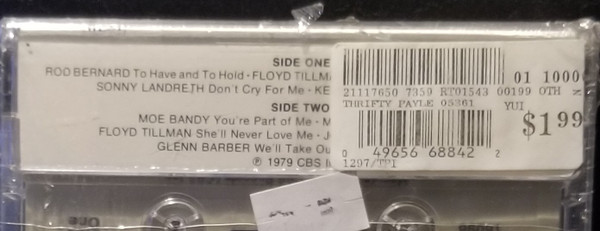 SIDE ONE
ROO BERNARD To Have and To Hold - FLOYD TILLM
SONNY LANDRETH Don't Cry For Me - KE
SIDE TWO
MOE BANDY You're Part of Me - M
FLOYD TILLMAN She'll Never Love Me - J
GLENN BARBER We'll Take Ou
℗ 1979 CBS I
01 1000
21117650 7359 RT01543 00199 OTH
THRIFTY PAYLE 05361 YUI
$1.99
0 49656 68842 2
1297/TPI